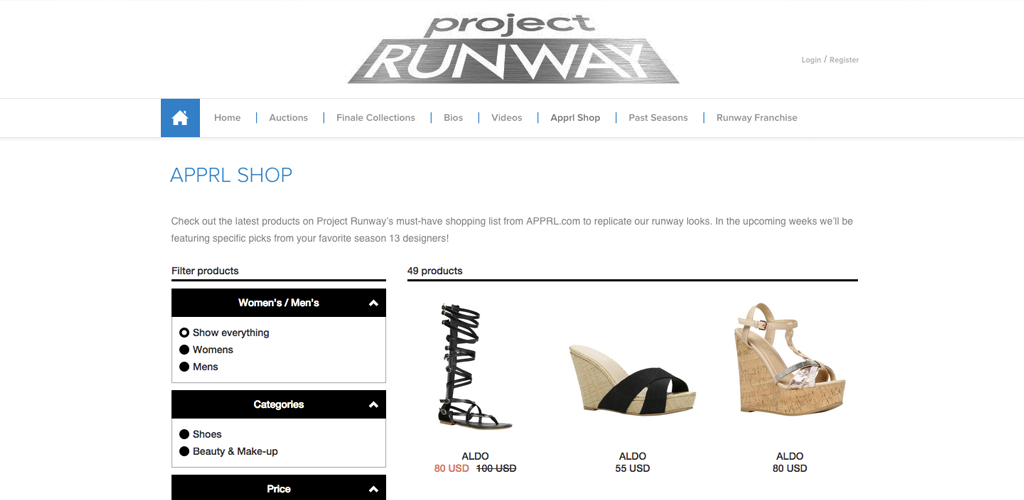 project
RUNWAY
Login / Register
Home | Auctions | Finale Collections | Bios | Videos | Apprl Shop | Past Seasons | Runway Franchise
APPRL SHOP
Check out the latest products on Project Runway's must-have shopping list from APPRL.com to replicate our runway looks. In the upcoming weeks we'll be
featuring specific picks from your favorite season 13 designers!
Filter products
Women's / Men's
Show everything
Womens
Mens
Categories
Shoes
Beauty & Make-up
Price
49 products
ALDO
80 USD 100 USD
ALDO
55 USD
ALDO
80 USD